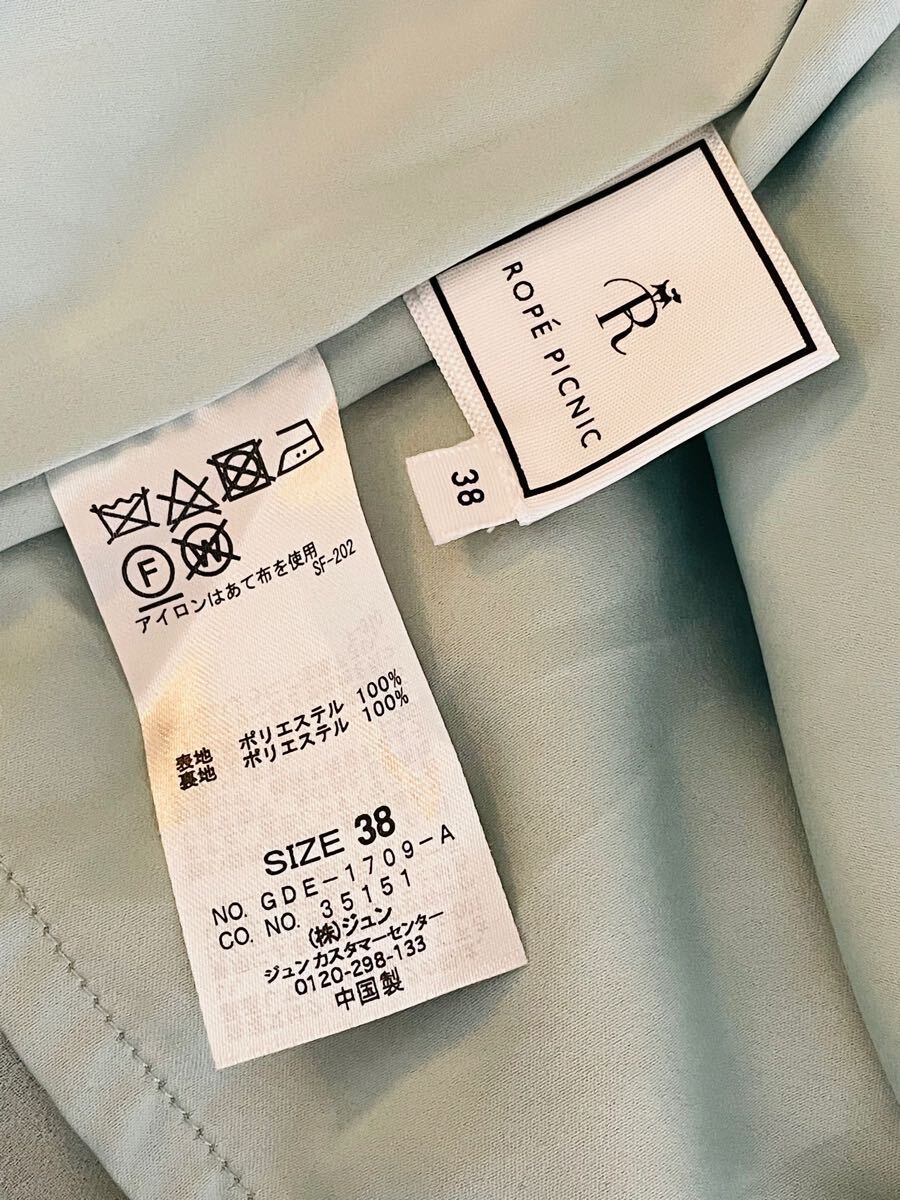 R
ROPÉ PICNIC
38
F
W
アイロンはあて布を使用
SF-202
表地 ポリエステル 100%
裏地 ポリエステル 100%
SIZE 38
NO. GDE-1709-A
CO. NO. 35151
(株)ジュン
ジュンカスタマーセンター
0120-298-133
中国製